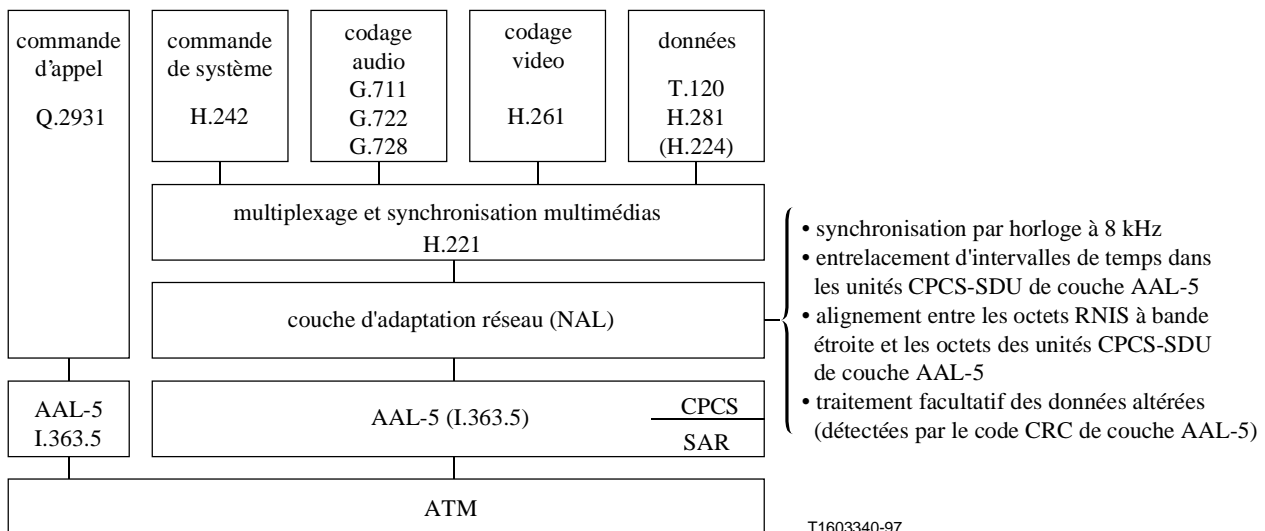 commande
d'appel
Q.2931
commande
de système
H.242
codage
audio
G.711
G.722
G.728
codage
video
H.261
données
T.120
H.281
(H.224)
multiplexage et synchronisation multimédias
H.221
couche d'adaptation réseau (NAL)
• synchronisation par horloge à 8 kHz
• entrelacement d'intervalles de temps dans
les unités CPCS-SDU de couche AAL-5
• alignement entre les octets RNIS à bande
étroite et les octets des unités CPCS-SDU
de couche AAL-5
• traitement facultatif des données altérées
(détectées par le code CRC de couche AAL-5)
AAL-5
I.363.5
AAL-5 (I.363.5)
CPCS
SAR
ATM
T1603340-97